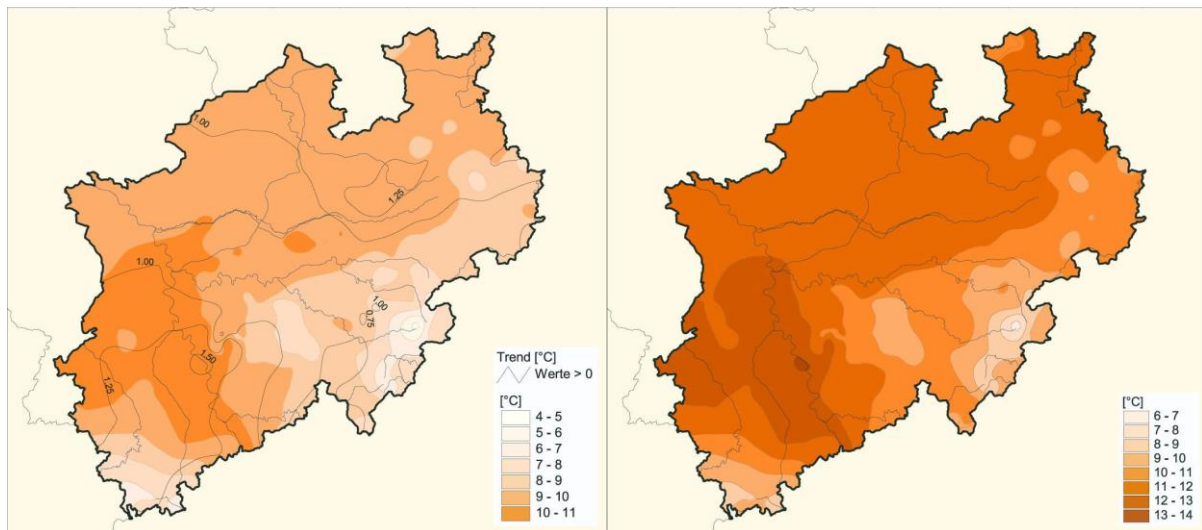 1.00
1.25
1.00
1.00
0.75
1.50
1.25
Trend [°C]
Werte > 0
[°C]
4 - 5
5 - 6
6 - 7
7 - 8
8 - 9
9 - 10
10 - 11
[°C]
6 - 7
7 - 8
8 - 9
9 - 10
10 - 11
11 - 12
12 - 13
13 - 14